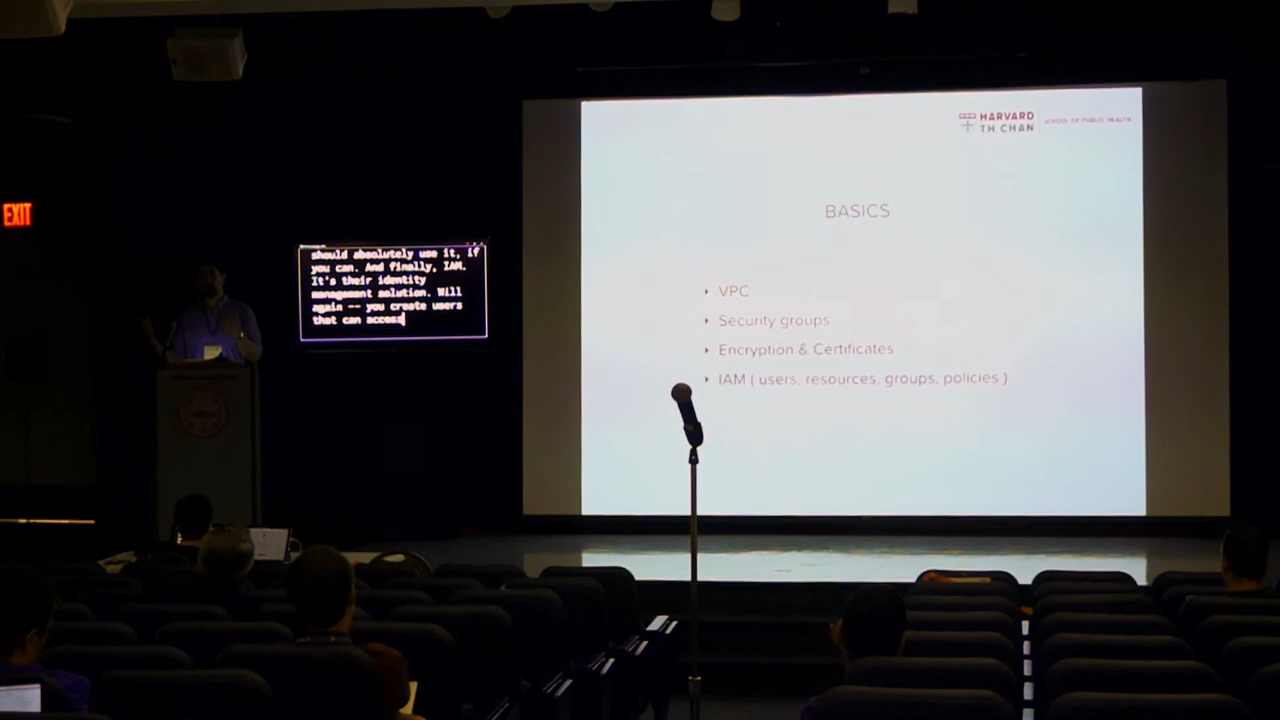 EXIT
should absolutely use it, if
you can. And finally, IAM.
It's their identity
management solution. Will
again -- you create users
that can access
HARVARD
TH CHAN
SCHOOL OF PUBLIC HEALTH
BASICS
VPC
Security groups
Encryption & Certificates
IAM ( users, resources, groups, policies )